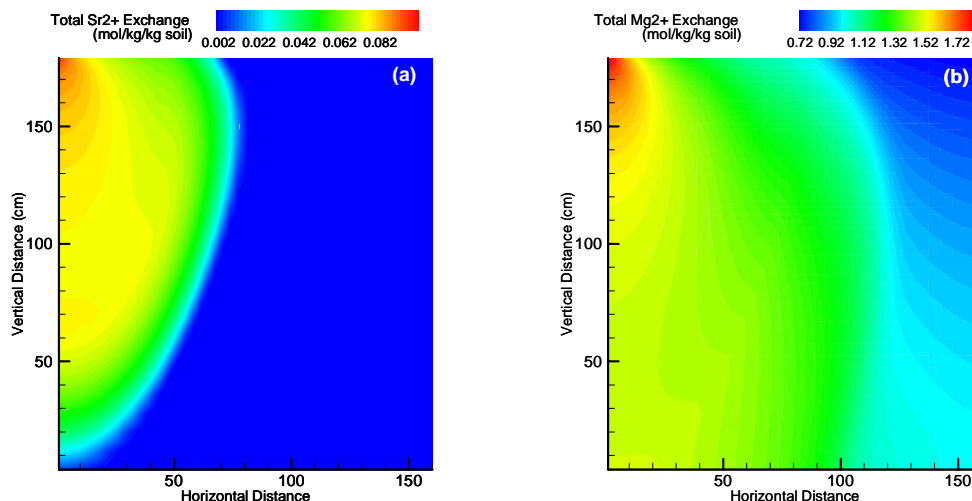 Total Sr2+ Exchange
(mol/kg/kg soil)
0.002 0.022 0.042 0.062 0.082
(a)
150
100
50
Vertical Distance (cm)
50 100 150
Horizontal Distance
Total Mg2+ Exchange
(mol/kg/kg soil)
0.72 0.92 1.12 1.32 1.52 1.72
(b)
150
100
50
Vertical Distance (cm)
50 100 150
Horizontal Distance